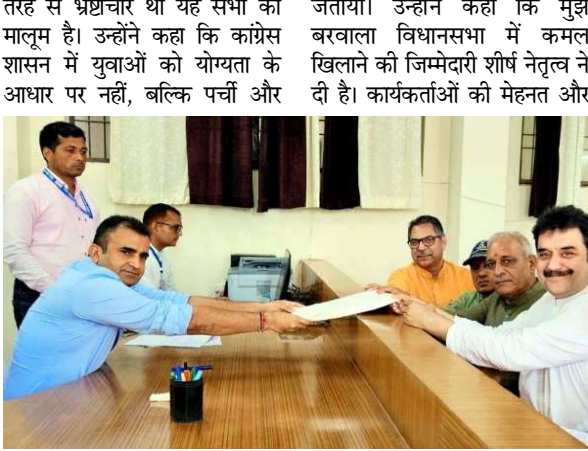 तरह से भ्रष्टाचार था यह सभी को
मालूम है। उन्होंने कहा कि कांग्रेस
शासन में युवाओं को योग्यता के
आधार पर नहीं, बल्कि पर्ची और
जताया। उन्होंने कहा कि मुझे
बरवाला विधानसभा में कमल
खिलाने की जिम्मेदारी शीर्ष नेतृत्व ने
दी है। कार्यकर्ताओं की मेहनत और